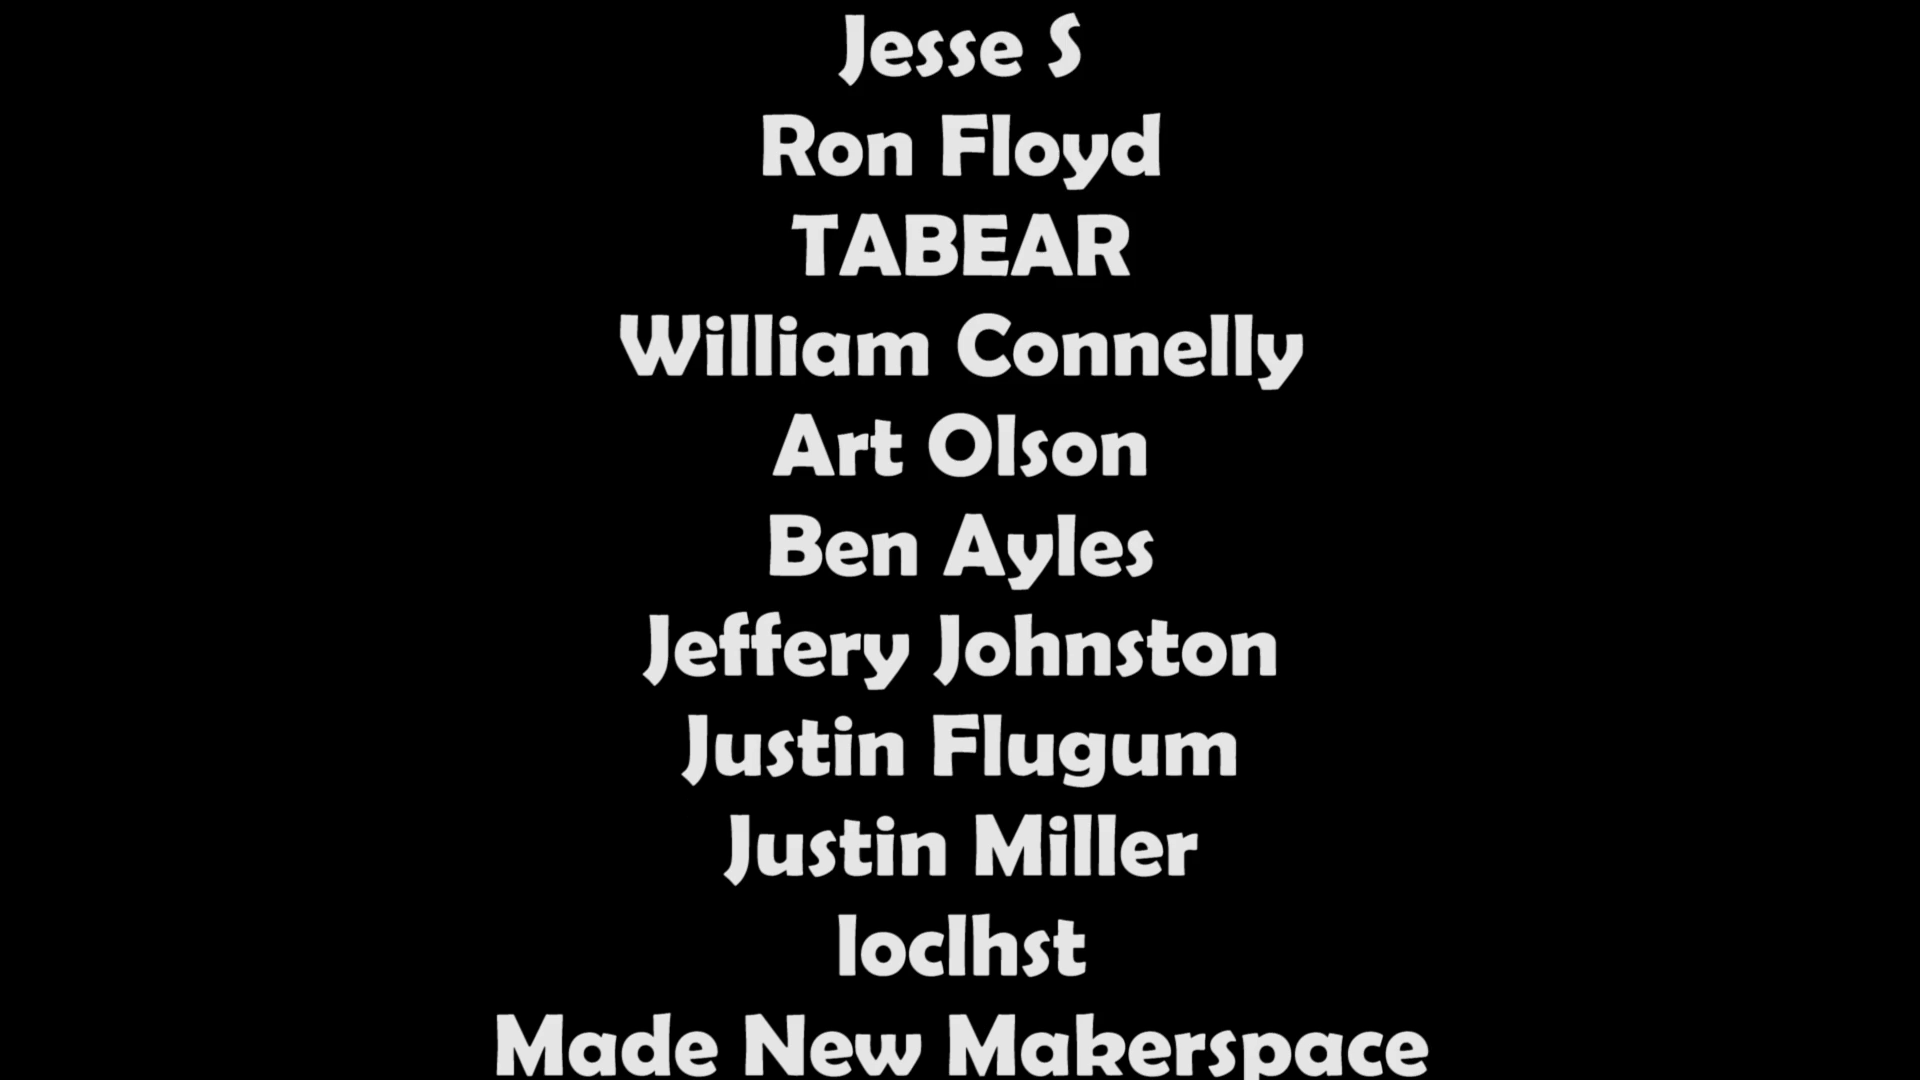 Jesse S
Ron Floyd
TABEAR
William Connelly
Art Olson
Ben Ayles
Jeffery Johnston
Justin Flugum
Justin Miller
loclhst
Made New Makerspace